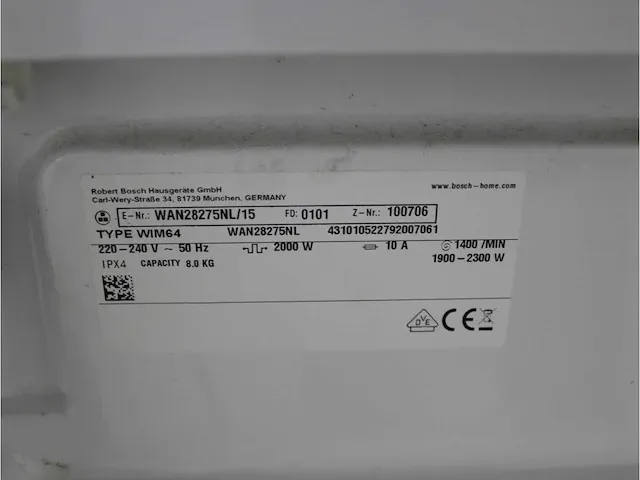 Robert Bosch Hausgeräte GmbH
www.bosch-home.com
Carl-Wery-Straße 34, 81739 Munchen, GERMANY
E-Nr.: WAN28275NL/15 FD: 0101 Z-Nr.: 100706
TYPE WIM64 WAN28275NL 431010522792007061
220-240 V ~ 50 Hz 2000 W 10 A 1400 /MIN
1900-2300 W
IPX4 CAPACITY 8.0 KG
DVE CE